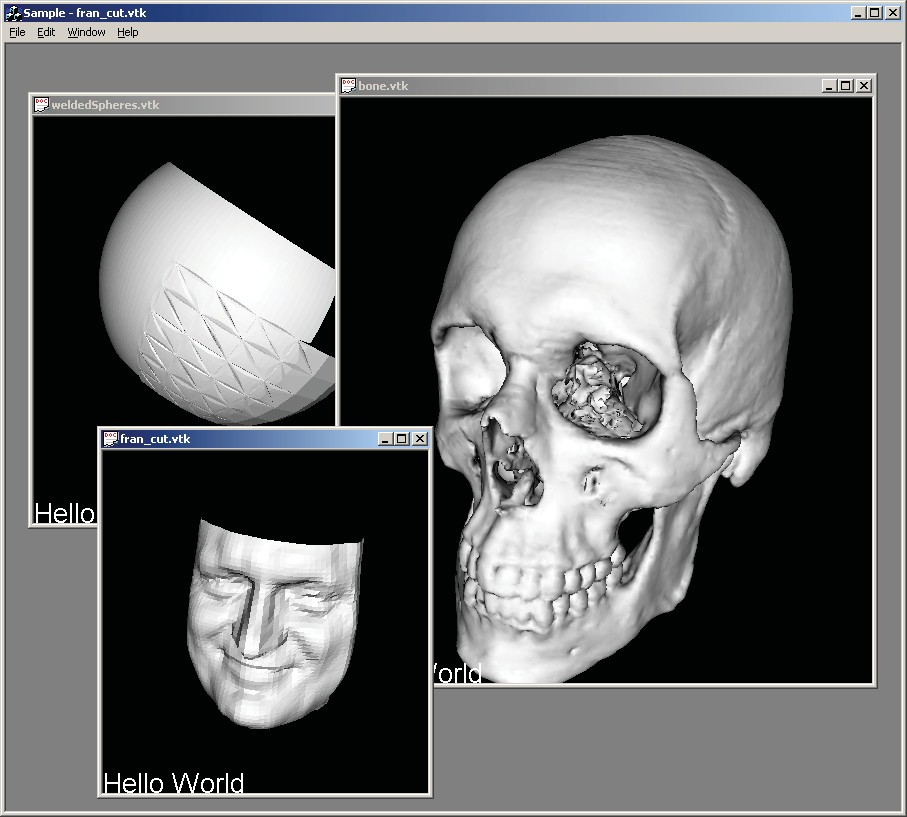 Sample - fran_cut.vtk
File Edit Window Help
weldedSpheres.vtk
bone.vtk
Hello
fran_cut.vtk
orld
Hello World